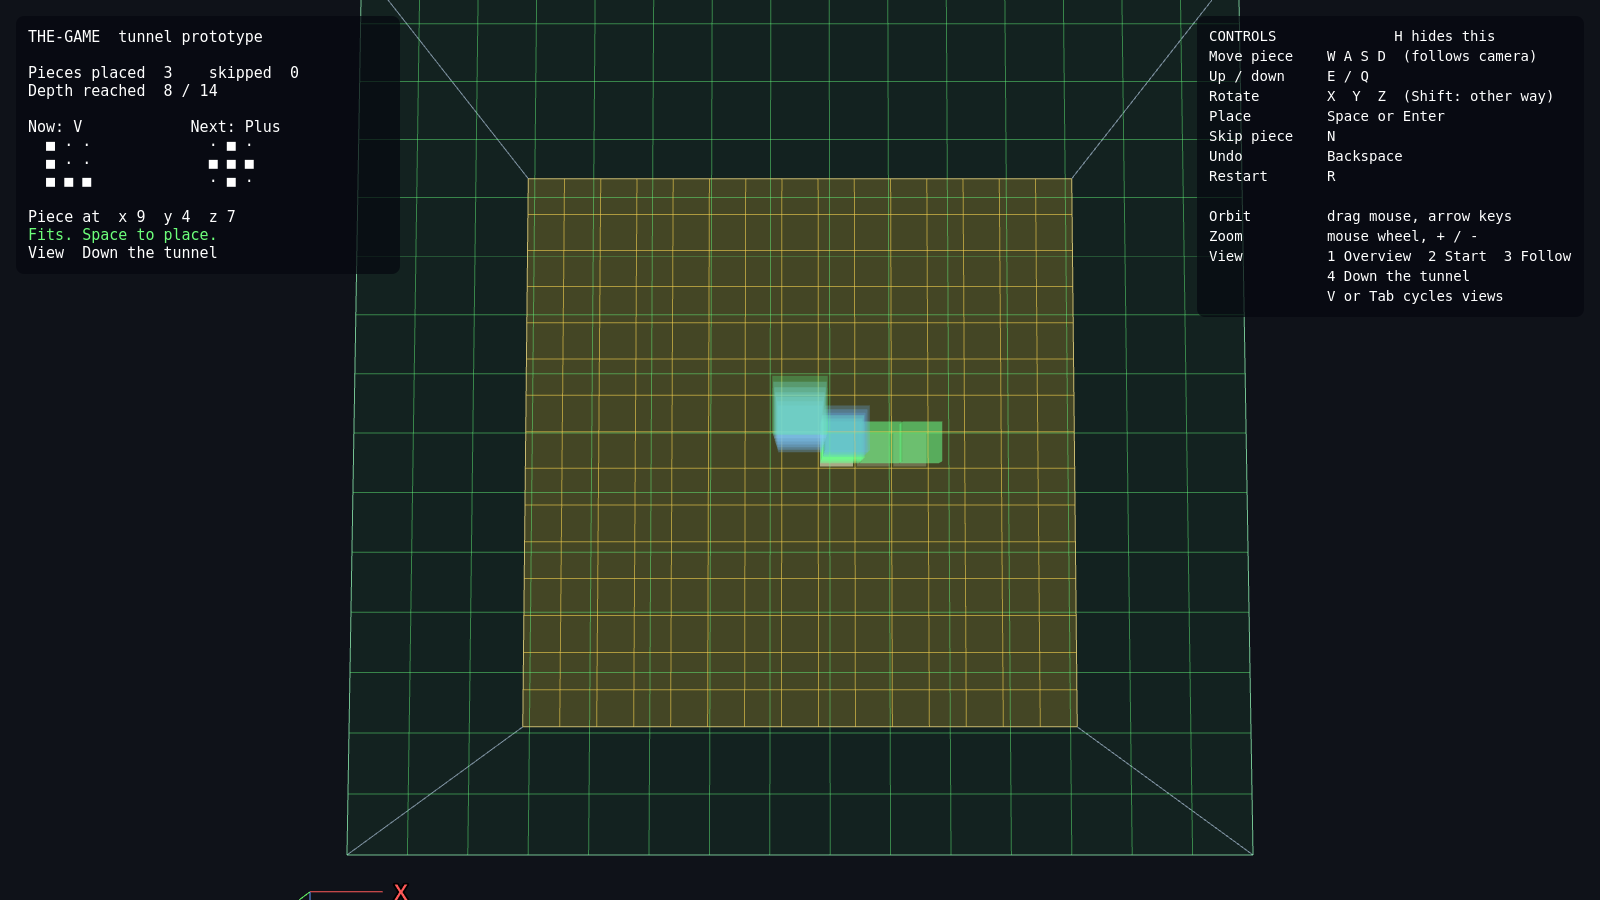 THE-GAME  tunnel prototype
Pieces placed  3    skipped  0
Depth reached  8 / 14
Now: V            Next: Plus
Piece at  x 9  y 4  z 7
Fits. Space to place.
View  Down the tunnel
CONTROLS              H hides this
Move piece    W A S D  (follows camera)
Up / down     E / Q
Rotate        X  Y  Z  (Shift: other way)
Place         Space or Enter
Skip piece    N
Undo          Backspace
Restart       R
Orbit         drag mouse, arrow keys
Zoom          mouse wheel, + / -
View          1 Overview  2 Start  3 Follow
4 Down the tunnel
V or Tab cycles views
X